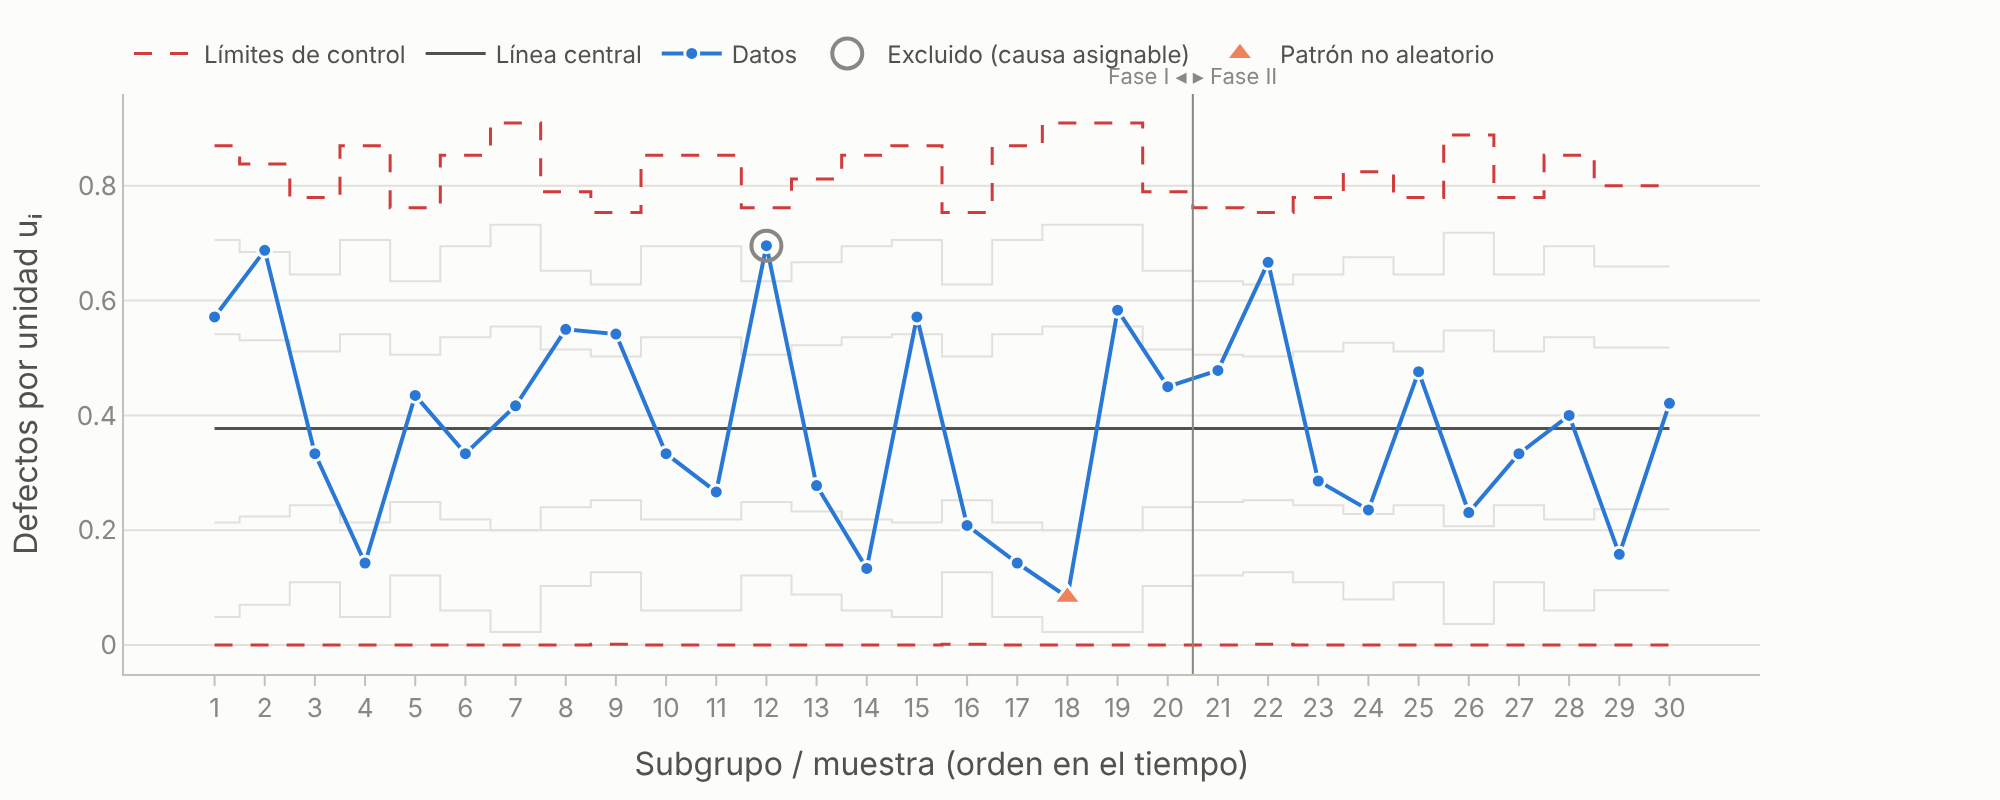 Límites de control Línea central Datos Excluido (causa asignable) Patrón no aleatorio
Fase I ◂ ▸ Fase II
Defectos por unidad uᵢ
0.8
0.6
0.4
0.2
0
1 2 3 4 5 6 7 8 9 10 11 12 13 14 15 16 17 18 19 20 21 22 23 24 25 26 27 28 29 30
Subgrupo / muestra (orden en el tiempo)